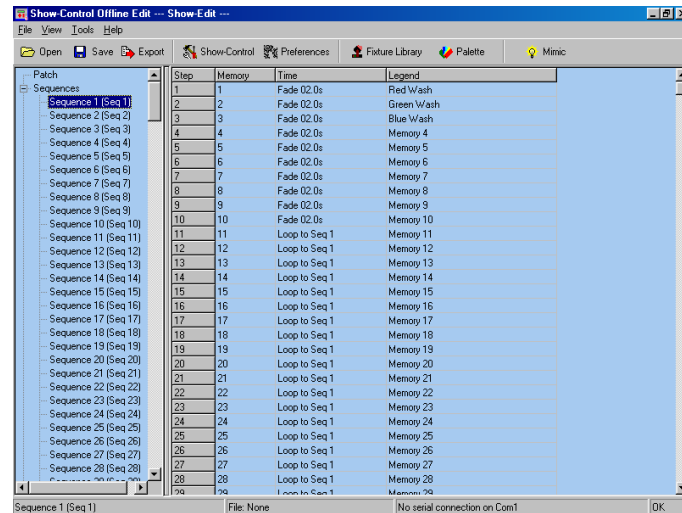 Show-Control Offline Edit --- Show-Edit ---
File View Tools Help
Open Save Export Show-Control Preferences Fixture Library Palette Mimic
Patch
Sequences
Sequence 1 (Seq 1)
Sequence 2 (Seq 2)
Sequence 3 (Seq 3)
Sequence 4 (Seq 4)
Sequence 5 (Seq 5)
Sequence 6 (Seq 6)
Sequence 7 (Seq 7)
Sequence 8 (Seq 8)
Sequence 9 (Seq 9)
Sequence 10 (Seq 10)
Sequence 11 (Seq 11)
Sequence 12 (Seq 12)
Sequence 13 (Seq 13)
Sequence 14 (Seq 14)
Sequence 15 (Seq 15)
Sequence 16 (Seq 16)
Sequence 17 (Seq 17)
Sequence 18 (Seq 18)
Sequence 19 (Seq 19)
Sequence 20 (Seq 20)
Sequence 21 (Seq 21)
Sequence 22 (Seq 22)
Sequence 23 (Seq 23)
Sequence 24 (Seq 24)
Sequence 25 (Seq 25)
Sequence 26 (Seq 26)
Sequence 27 (Seq 27)
Sequence 28 (Seq 28)
Step Memory Time Legend
1 1 Fade 02.0s Red Wash
2 2 Fade 02.0s Green Wash
3 3 Fade 02.0s Blue Wash
4 4 Fade 02.0s Memory 4
5 5 Fade 02.0s Memory 5
6 6 Fade 02.0s Memory 6
7 7 Fade 02.0s Memory 7
8 8 Fade 02.0s Memory 8
9 9 Fade 02.0s Memory 9
10 10 Fade 02.0s Memory 10
11 11 Loop to Seq 1 Memory 11
12 12 Loop to Seq 1 Memory 12
13 13 Loop to Seq 1 Memory 13
14 14 Loop to Seq 1 Memory 14
15 15 Loop to Seq 1 Memory 15
16 16 Loop to Seq 1 Memory 16
17 17 Loop to Seq 1 Memory 17
18 18 Loop to Seq 1 Memory 18
19 19 Loop to Seq 1 Memory 19
20 20 Loop to Seq 1 Memory 20
21 21 Loop to Seq 1 Memory 21
22 22 Loop to Seq 1 Memory 22
23 23 Loop to Seq 1 Memory 23
24 24 Loop to Seq 1 Memory 24
25 25 Loop to Seq 1 Memory 25
26 26 Loop to Seq 1 Memory 26
27 27 Loop to Seq 1 Memory 27
28 28 Loop to Seq 1 Memory 28
29 29 Loop to Seq 1 Memory 29
Sequence 1 (Seq 1) File: None No serial connection on Com1 OK